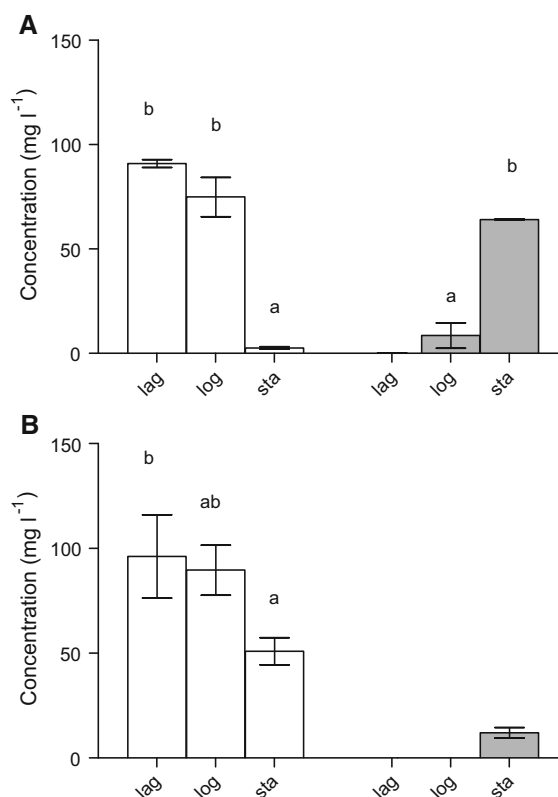 A
Concentration (mg l⁻¹)
150
100
50
0
b
b
a
a
b
lag
log
sta
lag
log
sta
B
Concentration (mg l⁻¹)
150
100
50
0
b
ab
a
lag
log
sta
lag
log
sta